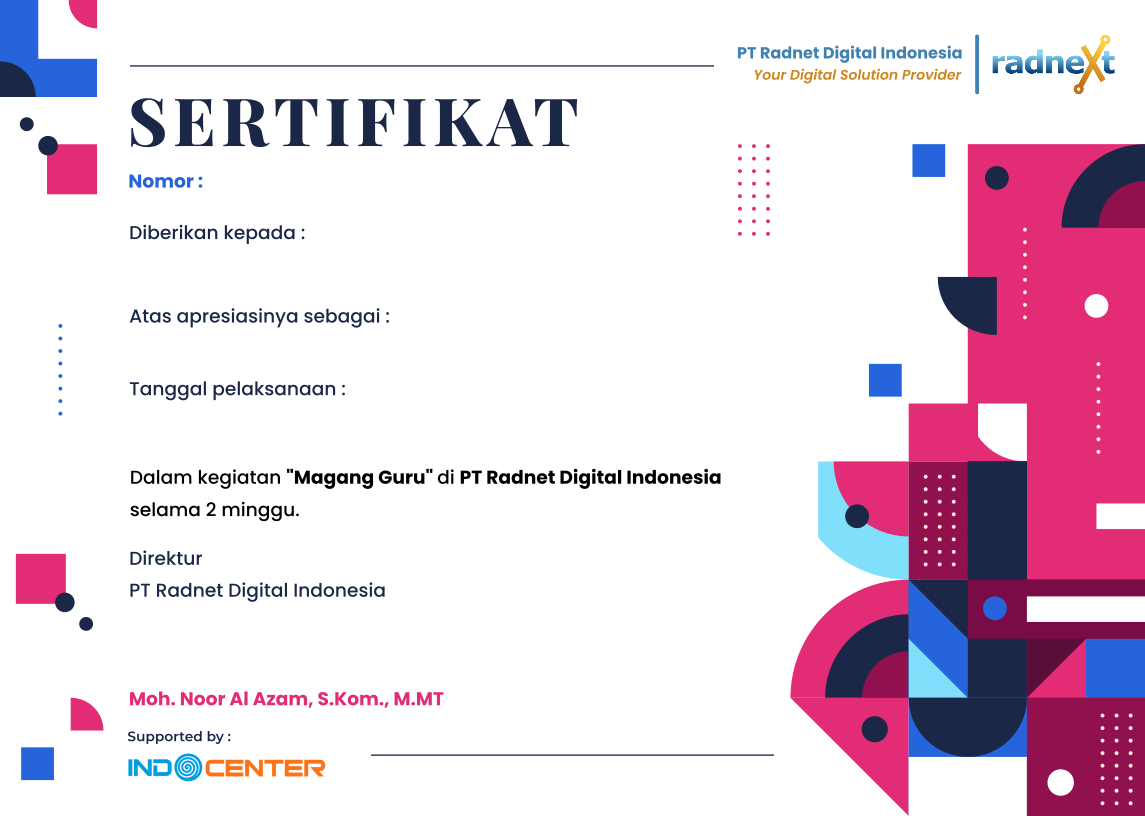 PT Radnet Digital Indonesia
Your Digital Solution Provider
radnext
SERTIFIKAT
Nomor :
Diberikan kepada :
Atas apresiasinya sebagai :
Tanggal pelaksanaan :
Dalam kegiatan "Magang Guru" di PT Radnet Digital Indonesia
selama 2 minggu.
Direktur
PT Radnet Digital Indonesia
Moh. Noor Al Azam, S.Kom., M.MT
Supported by :
INDOCENTER